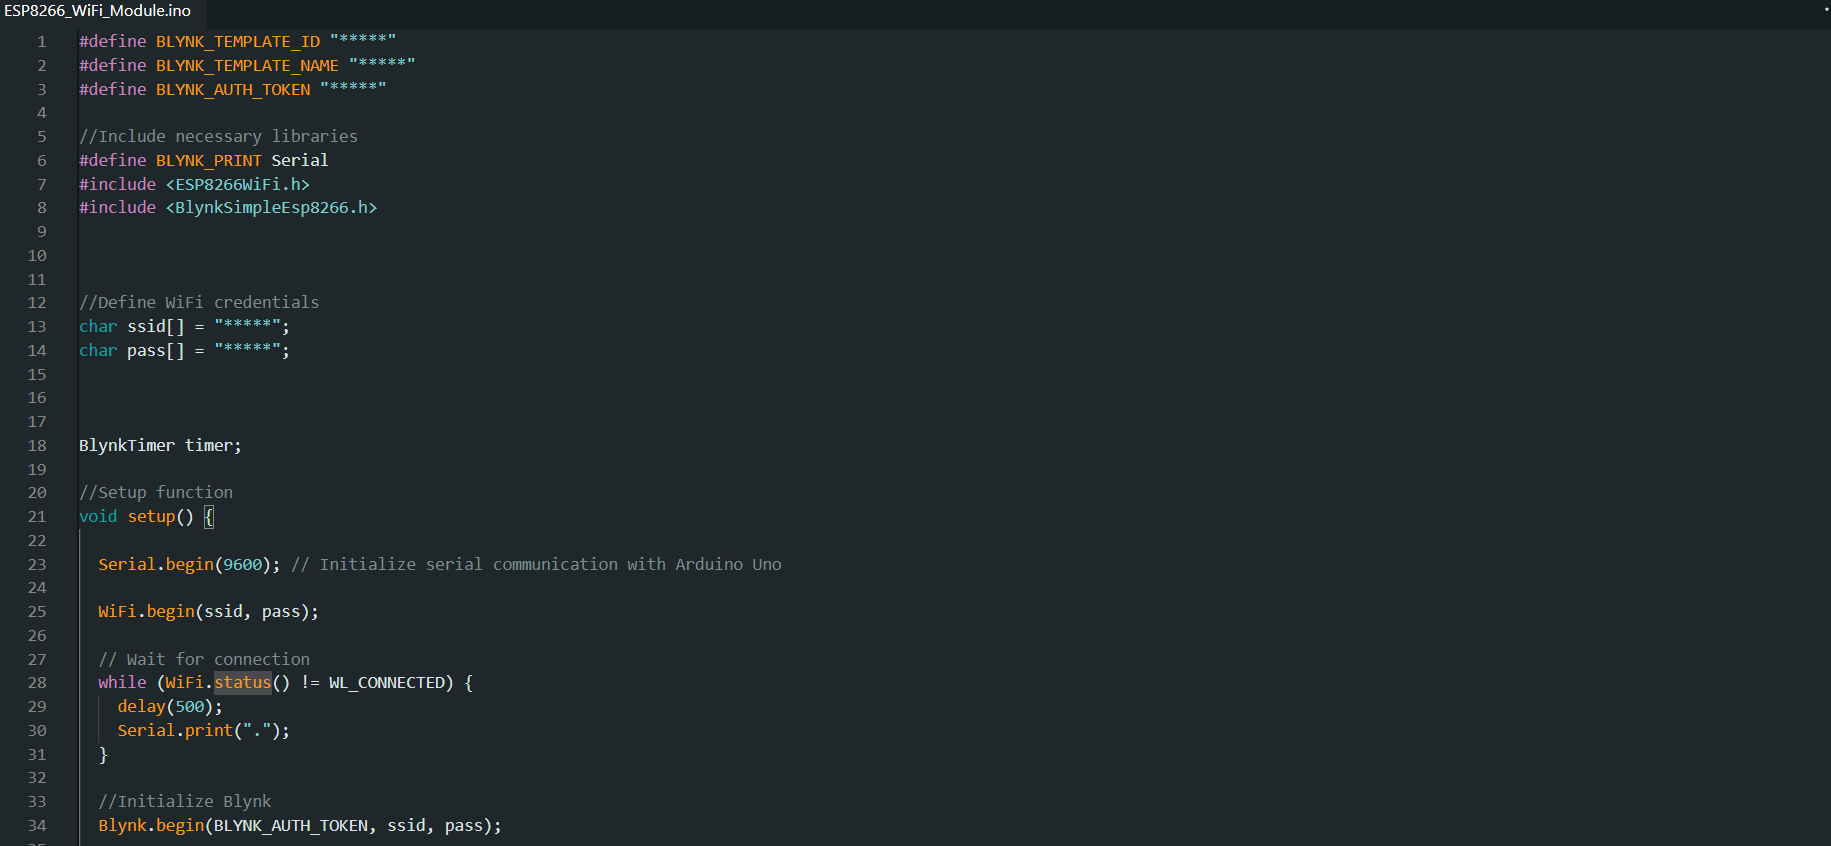 ESP8266_WiFi_Module.ino
1 #define BLYNK_TEMPLATE_ID "*****"
2 #define BLYNK_TEMPLATE_NAME "*****"
3 #define BLYNK_AUTH_TOKEN "*****"
4
5 //Include necessary libraries
6 #define BLYNK_PRINT Serial
7 #include <ESP8266WiFi.h>
8 #include <BlynkSimpleEsp8266.h>
9
10
11
12 //Define WiFi credentials
13 char ssid[] = "*****";
14 char pass[] = "*****";
15
16
17
18 BlynkTimer timer;
19
20 //Setup function
21 void setup() {
22
23 Serial.begin(9600); // Initialize serial communication with Arduino Uno
24
25 WiFi.begin(ssid, pass);
26
27 // Wait for connection
28 while (WiFi.status() != WL_CONNECTED) {
29 delay(500);
30 Serial.print(".");
31 }
32
33 //Initialize Blynk
34 Blynk.begin(BLYNK_AUTH_TOKEN, ssid, pass);